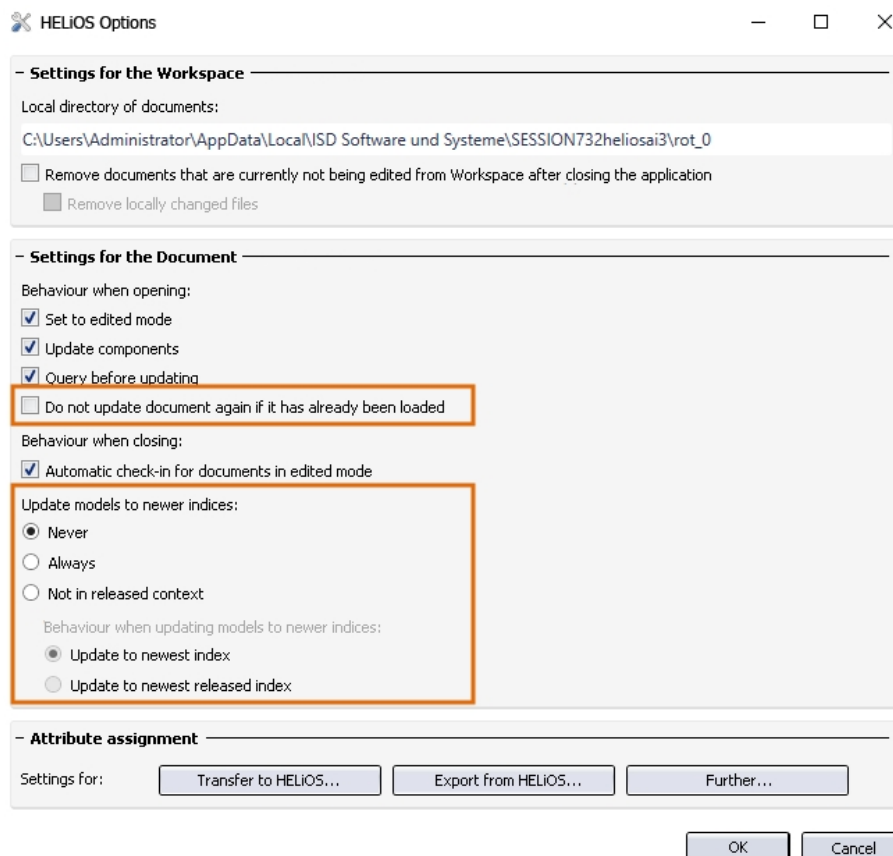 HELiOS Options
Settings for the Workspace
Local directory of documents:
C:\Users\Administrator\AppData\Local\ISD Software und Systeme\SESSION732heliosai3\rot_0
Remove documents that are currently not being edited from Workspace after closing the application
Remove locally changed files
Settings for the Document
Behaviour when opening:
Set to edited mode
Update components
Query before updating
Do not update document again if it has already been loaded
Behaviour when closing:
Automatic check-in for documents in edited mode
Update models to newer indices:
Never
Always
Not in released context
Behaviour when updating models to newer indices:
Update to newest index
Update to newest released index
Attribute assignment
Settings for: Transfer to HELiOS... Export from HELiOS... Further...
OK Cancel